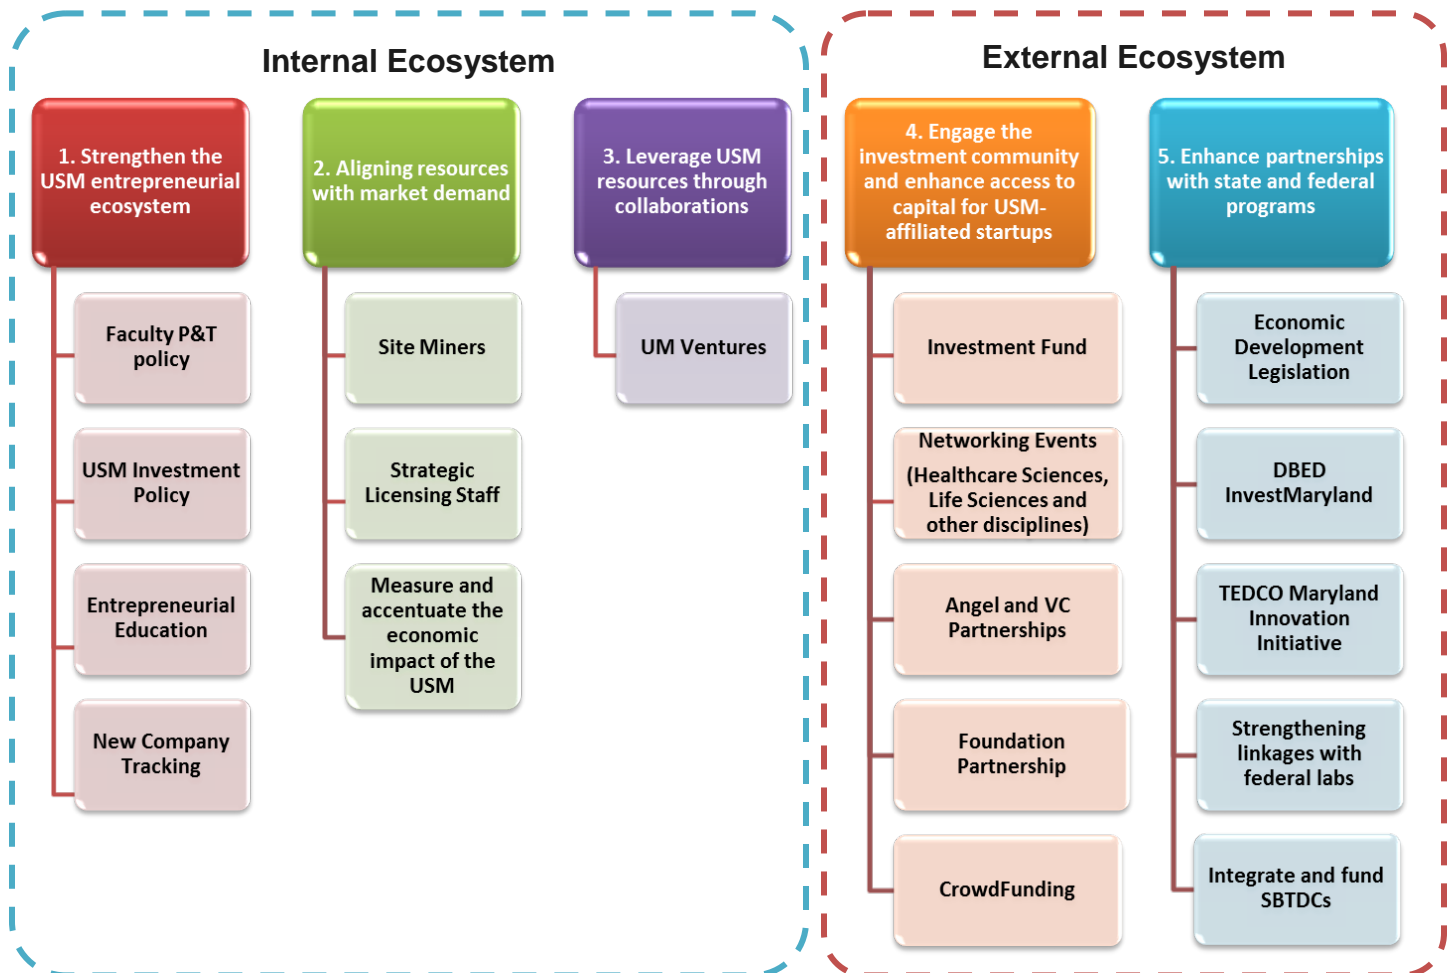 Internal Ecosystem
1. Strengthen the
USM entrepreneurial
ecosystem
Faculty P&T
policy
USM Investment
Policy
Entrepreneurial
Education
New Company
Tracking
2. Aligning resources
with market demand
Site Miners
Strategic
Licensing Staff
Measure and
accentuate the
economic
impact of the
USM
3. Leverage USM
resources through
collaborations
UM Ventures
External Ecosystem
4. Engage the
investment community
and enhance access to
capital for USM-
affiliated startups
Investment Fund
Networking Events
(Healthcare Sciences,
Life Sciences and
other disciplines)
Angel and VC
Partnerships
Foundation
Partnership
CrowdFunding
5. Enhance partnerships
with state and federal
programs
Economic
Development
Legislation
DBED
InvestMaryland
TEDCO Maryland
Innovation
Initiative
Strengthening
linkages with
federal labs
Integrate and fund
SBTDCs